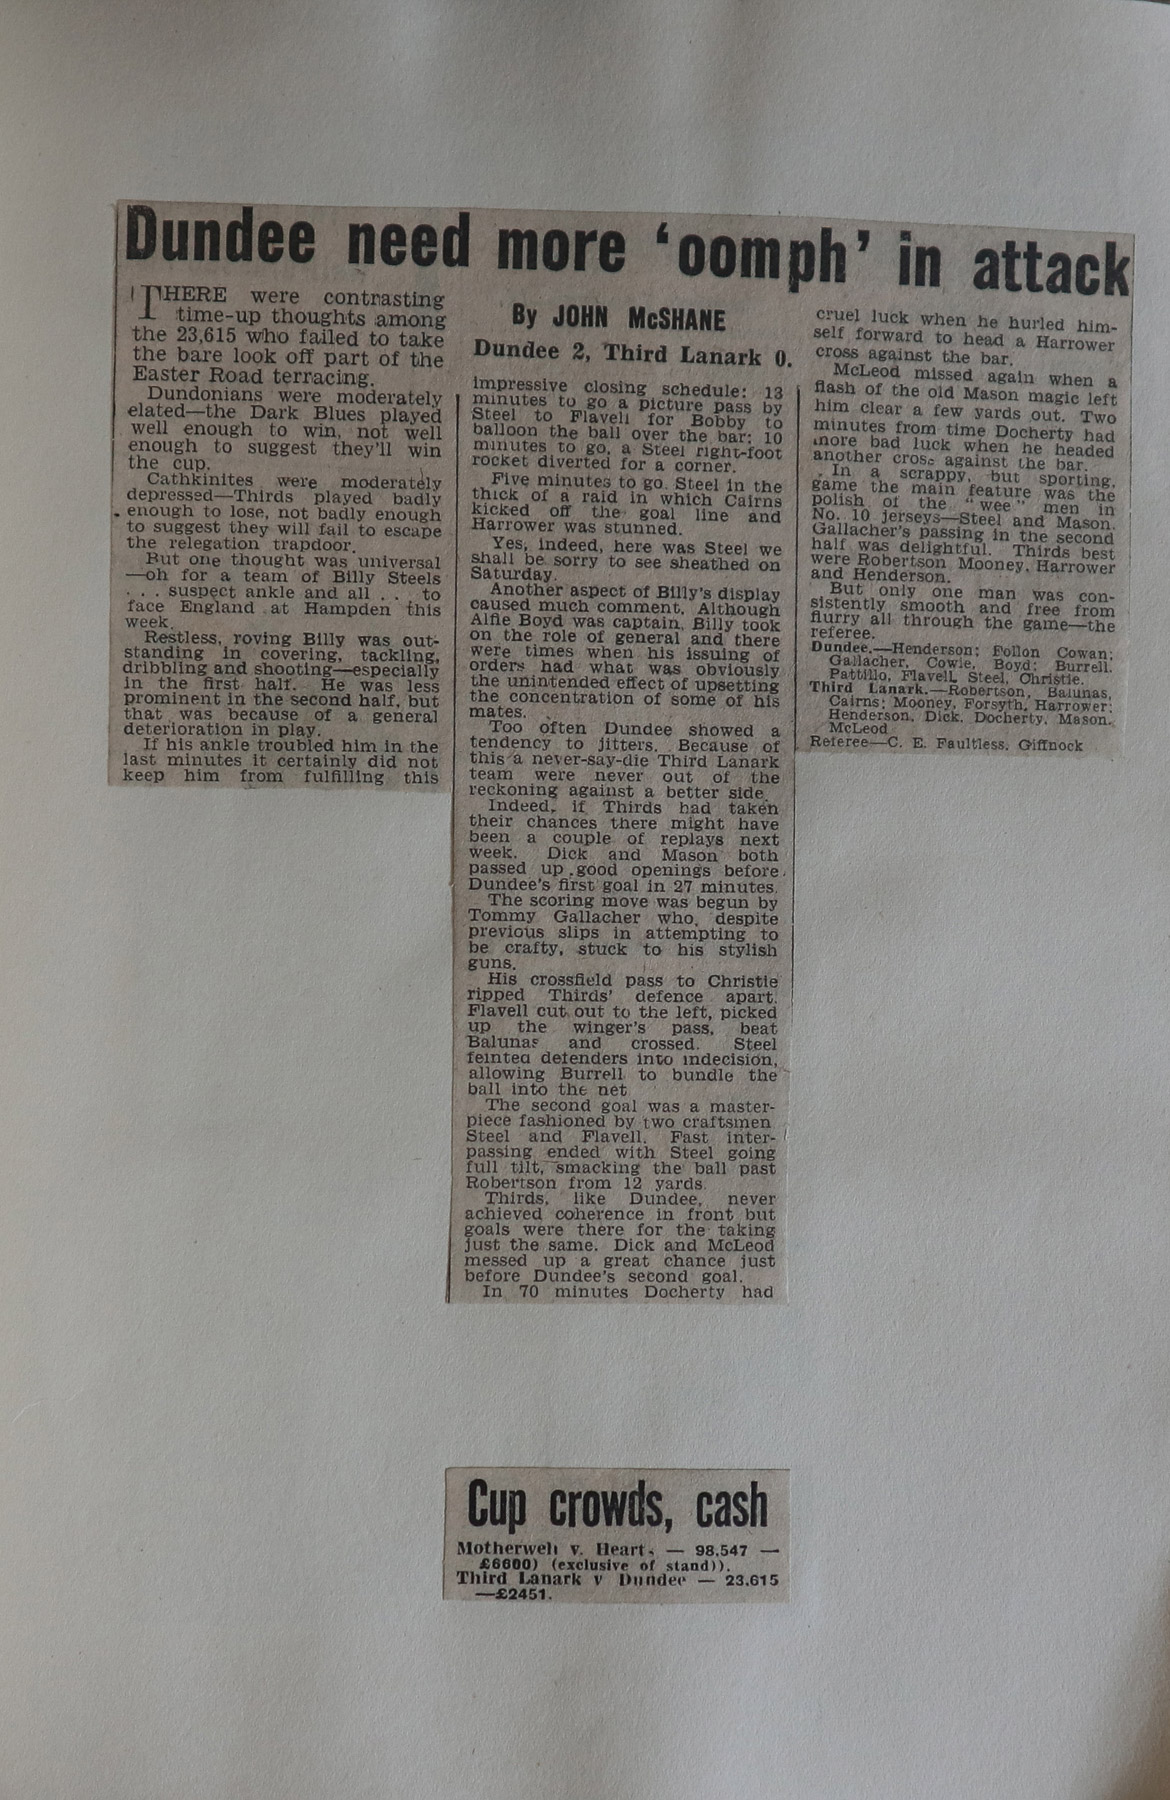 Dundee need more ‘oomph’ in attack
THERE were contrasting
time-up thoughts among
the 23,615 who failed to take
the bare look off part of the
Easter Road terracing.
Dundonians were moderately
elated—the Dark Blues played
well enough to win, not well
enough to suggest they'll win
the cup.
Cathkinites were moderately
depressed—Thirds played badly
enough to lose, not badly enough
to suggest they will fail to escape
the relegation trapdoor.
But one thought was universal
—oh for a team of Billy Steels
. . . suspect ankle and all . . . to
face England at Hampden this
week.
Restless, roving Billy was out-
standing in covering, tackling,
dribbling and shooting—especially
in the first half. He was less
prominent in the second half, but
that was because of a general
deterioration in play.
If his ankle troubled him in the
last minutes it certainly did not
keep him from fulfilling this
By JOHN McSHANE
Dundee 2, Third Lanark 0.
impressive closing schedule: 13
minutes to go a picture pass by
Steel to Flavell for Bobby to
balloon the ball over the bar; 10
minutes to go, a Steel right-foot
rocket diverted for a corner.
Five minutes to go. Steel in the
thick of a raid in which Cairns
kicked off the goal line and
Harrower was stunned.
Yes, indeed, here was Steel we
shall be sorry to see sheathed on
Saturday.
Another aspect of Billy's display
caused much comment. Although
Alfie Boyd was captain, Billy took
on the role of general and there
were times when his issuing of
orders had what was obviously
the unintended effect of upsetting
the concentration of some of his
mates.
Too often Dundee showed a
tendency to jitters. Because of
this a never-say-die Third Lanark
team were never out of the
reckoning against a better side.
Indeed, if Thirds had taken
their chances there might have
been a couple of replays next
week. Dick and Mason both
passed up good openings before
Dundee's first goal in 27 minutes.
The scoring move was begun by
Tommy Gallacher who, despite
previous slips in attempting to
be crafty, stuck to his stylish
guns.
His crossfield pass to Christie
ripped Thirds' defence apart.
Flavell cut out to the left, picked
up the winger's pass, beat
Balunas and crossed. Steel
feinted defenders into indecision,
allowing Burrell to bundle the
ball into the net
The second goal was a master-
piece fashioned by two craftsmen
Steel and Flavell. Fast inter-
passing ended with Steel going
full tilt, smacking the ball past
Robertson from 12 yards.
Thirds, like Dundee, never
achieved coherence in front but
goals were there for the taking
just the same. Dick and McLeod
messed up a great chance just
before Dundee's second goal.
In 70 minutes Docherty had
cruel luck when he hurled him-
self forward to head a Harrower
cross against the bar.
McLeod missed again when a
flash of the old Mason magic left
him clear a few yards out. Two
minutes from time Docherty had
more bad luck when he headed
another cross against the bar.
In a scrappy, but sporting,
game the main feature was the
polish of the "wee" men in
No. 10 jerseys—Steel and Mason.
Gallacher's passing in the second
half was delightful. Thirds best
were Robertson, Mooney, Harrower
and Henderson.
But only one man was con-
sistently smooth and free from
flurry all through the game—the
referee.
Dundee.—Henderson; Follon Cowan;
Gallacher, Cowie, Boyd; Burrell,
Pattillo, Flavell, Steel, Christie.
Third Lanark.—Robertson, Balunas,
Cairns; Mooney, Forsyth, Harrower;
Henderson, Dick, Docherty, Mason,
McLeod
Referee—C. E. Faultless, Giffnock
Cup crowds, cash
Motherwell v. Hearts — 98,547 —
£6600) (exclusive of stand)).
Third Lanark v Dundee — 23,615
—£2451.